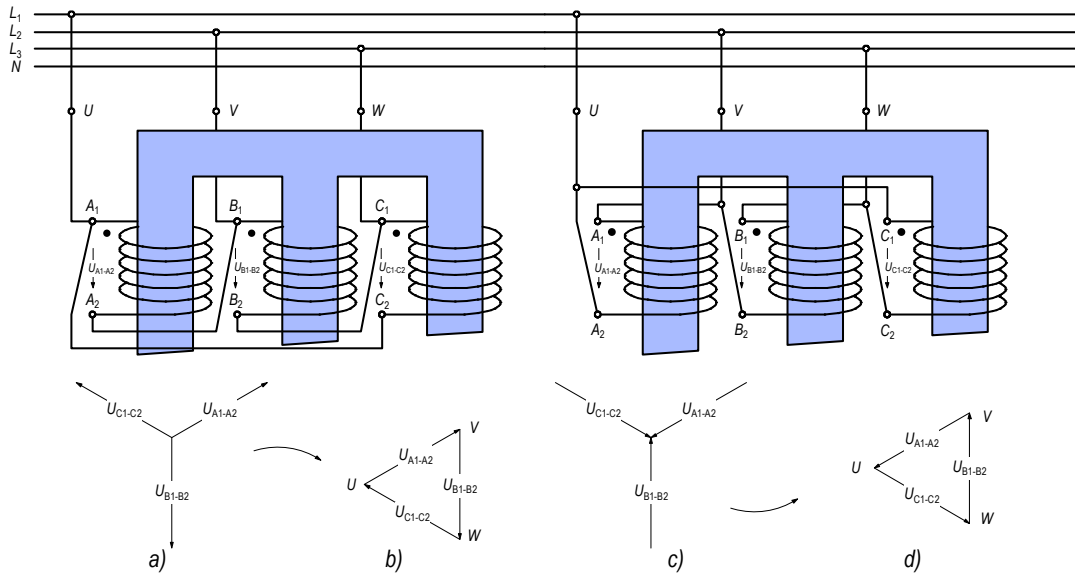 L1
L2
L3
N
U V W U V W
A1 B1 C1 A1 B1 C1
UA1-A2 UB1-B2 UC1-C2 UA1-A2 UB1-B2 UC1-C2
A2 B2 C2 A2 B2 C2
UC1-C2 UA1-A2 UC1-C2 UA1-A2
V V
UA1-A2 UA1-A2
U UB1-B2 U UB1-B2
UB1-B2 UB1-B2
UC1-C2 UC1-C2
W W
a) b) c) d)